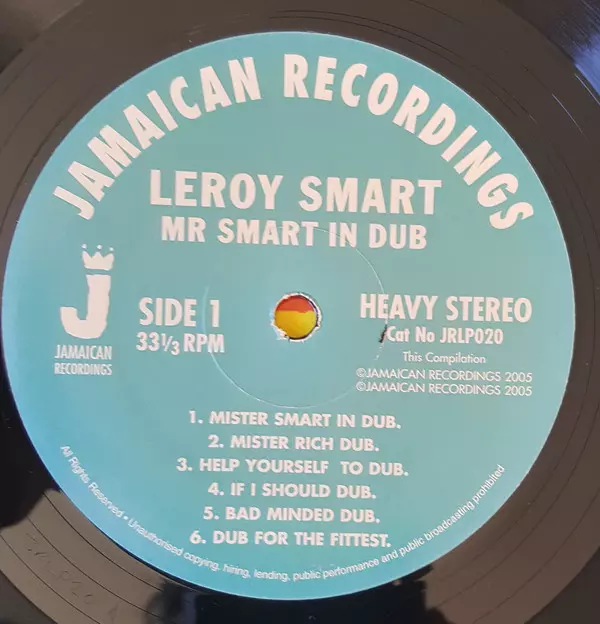 JAMAICAN RECORDINGS
LEROY SMART
MR SMART IN DUB
J
JAMAICAN
RECORDINGS
SIDE 1
33⅓ RPM
HEAVY STEREO
Cat No JRLP020
This Compilation
©JAMAICAN RECORDINGS 2005
©JAMAICAN RECORDINGS 2005
1. MISTER SMART IN DUB.
2. MISTER RICH DUB.
3. HELP YOURSELF TO DUB.
4. IF I SHOULD DUB.
5. BAD MINDED DUB.
6. DUB FOR THE FITTEST.
All Rights Reserved • Unauthorised copying, hiring, lending, public performance and public broadcasting prohibited